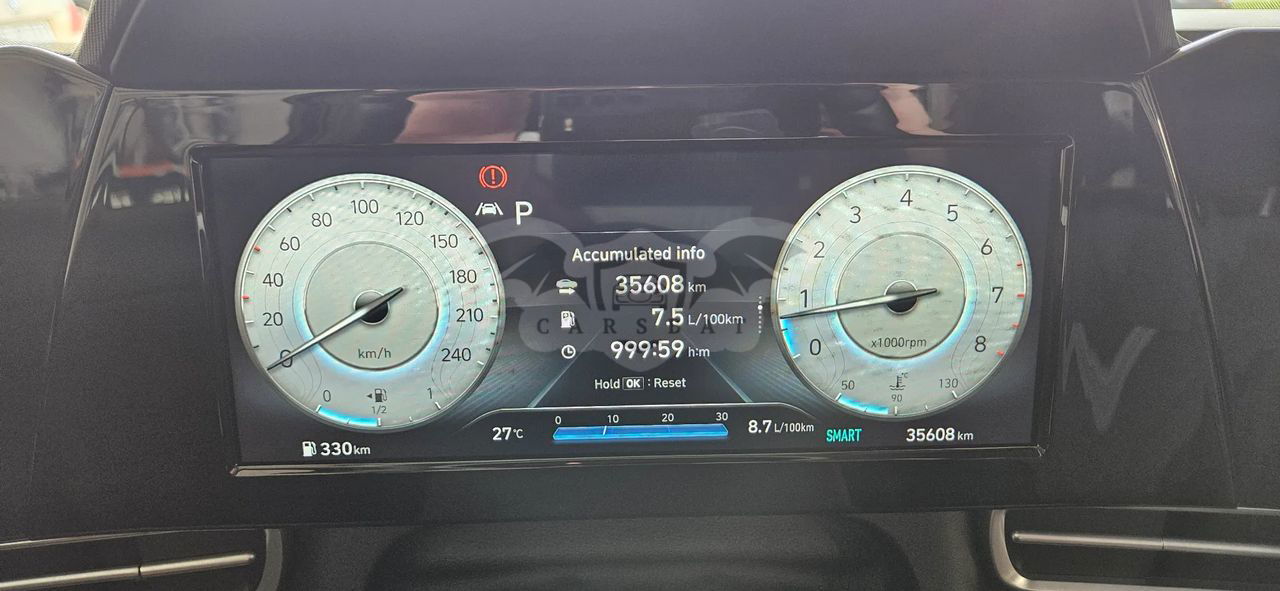 P
Accumulated info
35608 km
7.5 L/100km
CARSBAT
999:59 h:m
Hold OK : Reset
0 20 40 60 80 100 120 150 180 210 240
km/h
0 1/2 1
330km
27°C
0 10 20 30
8.7 L/100km
0 1 2 3 4 5 6 7 8
x1000rpm
°C
50 90 130
SMART
35608 km